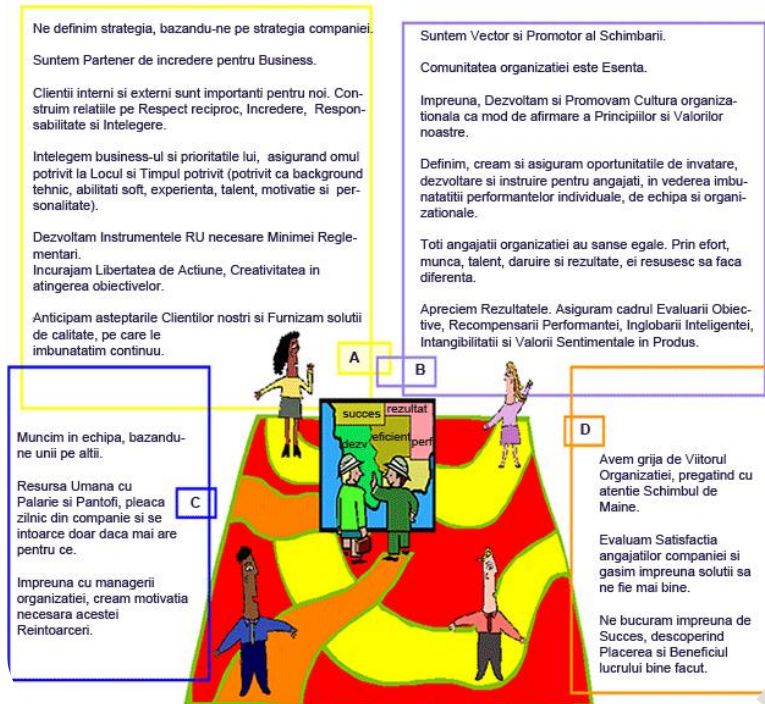 Ne definim strategia, bazandu-ne pe strategia companiei.
Suntem Partener de incredere pentru Business.
Clientii interni si externi sunt importanti pentru noi. Con-
struim relatiile pe Respect reciproc, Incredere, Respon-
sabilitate si Intelegere.
Intelegem business-ul si prioritatile lui, asigurand omul
potrivit la Locul si Timpul potrivit (potrivit ca background
tehnic, abilitati soft, experienta, talent, motivatie si per-
sonalitate).
Dezvoltam Instrumentele RU necesare Minimei Regle-
mentari.
Incurajam Libertatea de Actiune, Creativitatea in
atingerea obiectivelor.
Anticipam asteptarile Clientilor nostri si Furnizam solutii
de calitate, pe care le
imbunatatim continuu.
A
Suntem Vector si Promotor al Schimbarii.
Comunitatea organizatiei este Esenta.
Impreuna, Dezvoltam si Promovam Cultura organiza-
tionala ca mod de afirmare a Principiilor si Valorilor
noastre.
Definim, cream si asiguram oportunitatile de invatare,
dezvoltare si instruire pentru angajati, in vederea imbu-
natatitii performantelor individuale, de echipa si organi-
zationale.
Toti angajatii organizatiei au sanse egale. Prin efort,
munca, talent, daruire si rezultate, ei resusesc sa faca
diferenta.
Apreciem Rezultatele. Asiguram cadrul Evaluarii Obiec-
tive, Recompensarii Performantei, Inglobarii Inteligentei,
Intangibilitatii si Valorii Sentimentale in Produs.
B
Muncim in echipa, bazandu-
ne unii pe altii.
Resursa Umana cu
Palarie si Pantofi, pleaca
zilnic din companie si se
intoarce doar daca mai are
pentru ce.
Impreuna cu managerii
organizatiei, cream motivatia
necesara acestei
Reintoarceri.
C
succes
rezultat
dezv
eficient
perf
D
Avem grija de Viitorul
Organizatiei, pregatind cu
atentie Schimbul de
Maine.
Evaluam Satisfactia
angajatilor companiei si
gasim impreuna solutii sa
ne fie mai bine.
Ne bucuram impreuna de
Succes, descoperind
Placerea si Beneficiul
lucrului bine facut.